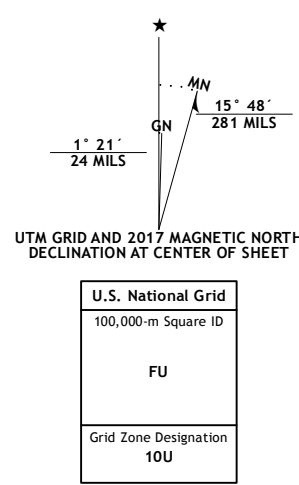 ★
MN
15° 48´
281 MILS
GN
1° 21´
24 MILS
UTM GRID AND 2017 MAGNETIC NORTH
DECLINATION AT CENTER OF SHEET
U.S. National Grid
100,000-m Square ID
FU
Grid Zone Designation
10U